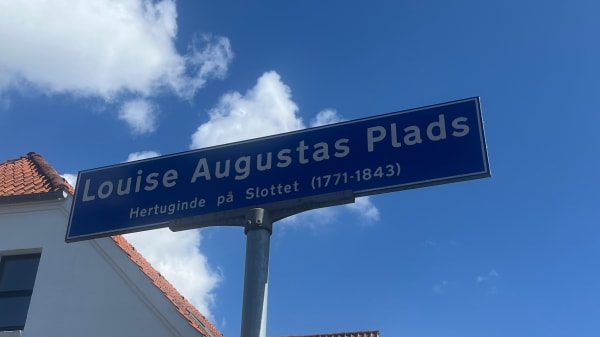 Louise Augustas Plads
Hertuginde på Slottet (1771-1843)